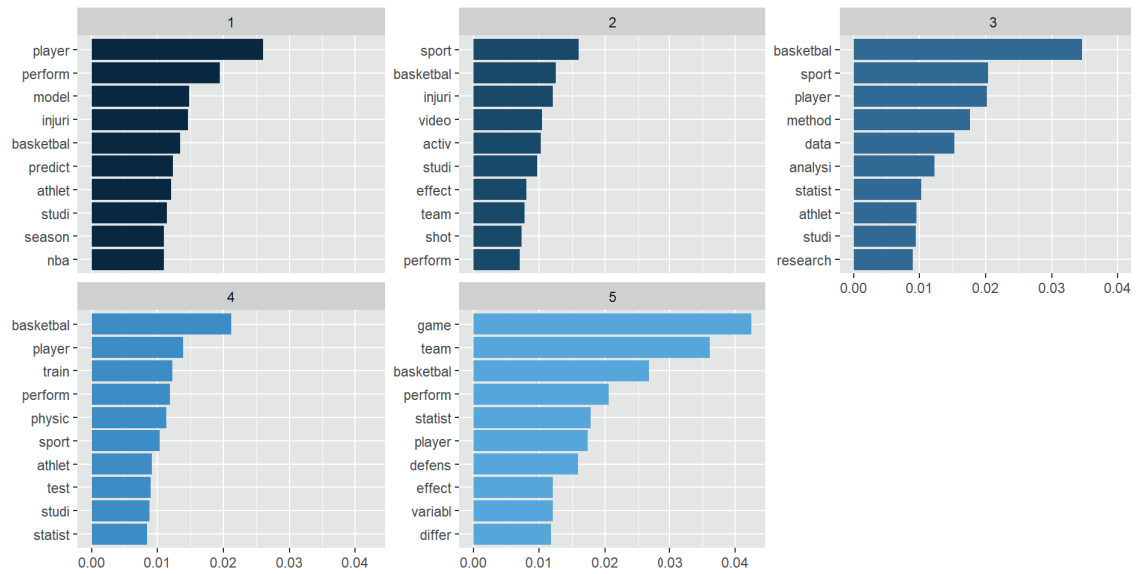 1
player
perform
model
injuri
basketbal
predict
athlet
studi
season
nba
2
sport
basketbal
injuri
video
activ
studi
effect
team
shot
perform
3
basketbal
sport
player
method
data
analysi
statist
athlet
studi
research
0.00 0.01 0.02 0.03 0.04
4
basketbal
player
train
perform
physic
sport
athlet
test
studi
statist
0.00 0.01 0.02 0.03 0.04
5
game
team
basketbal
perform
statist
player
defens
effect
variabl
differ
0.00 0.01 0.02 0.03 0.04